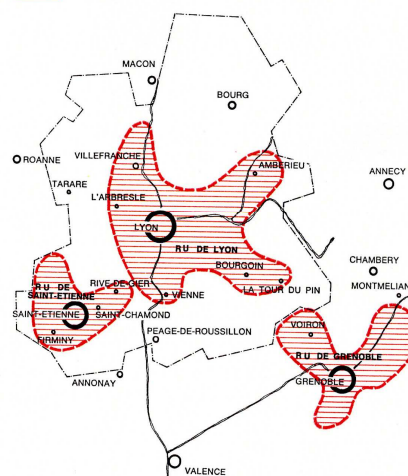 MACON
BOURG
ROANNE
VILLEFRANCHE
AMBERIEU
TARARE
ANNECY
L'ARBRESLE
LYON
RU DE LYON
BOURGOIN
CHAMBERY
RU DE
SAINT-ETIENNE
RIVE-DE-GIER
LA TOUR DU PIN
MONTMELIAN
VIENNE
SAINT-ETIENNE
SAINT-CHAMOND
FIRMINY
PEAGE-DE-ROUSSILLON
VOIRON
RU DE GRENOBLE
ANNONAY
GRENOBLE
VALENCE